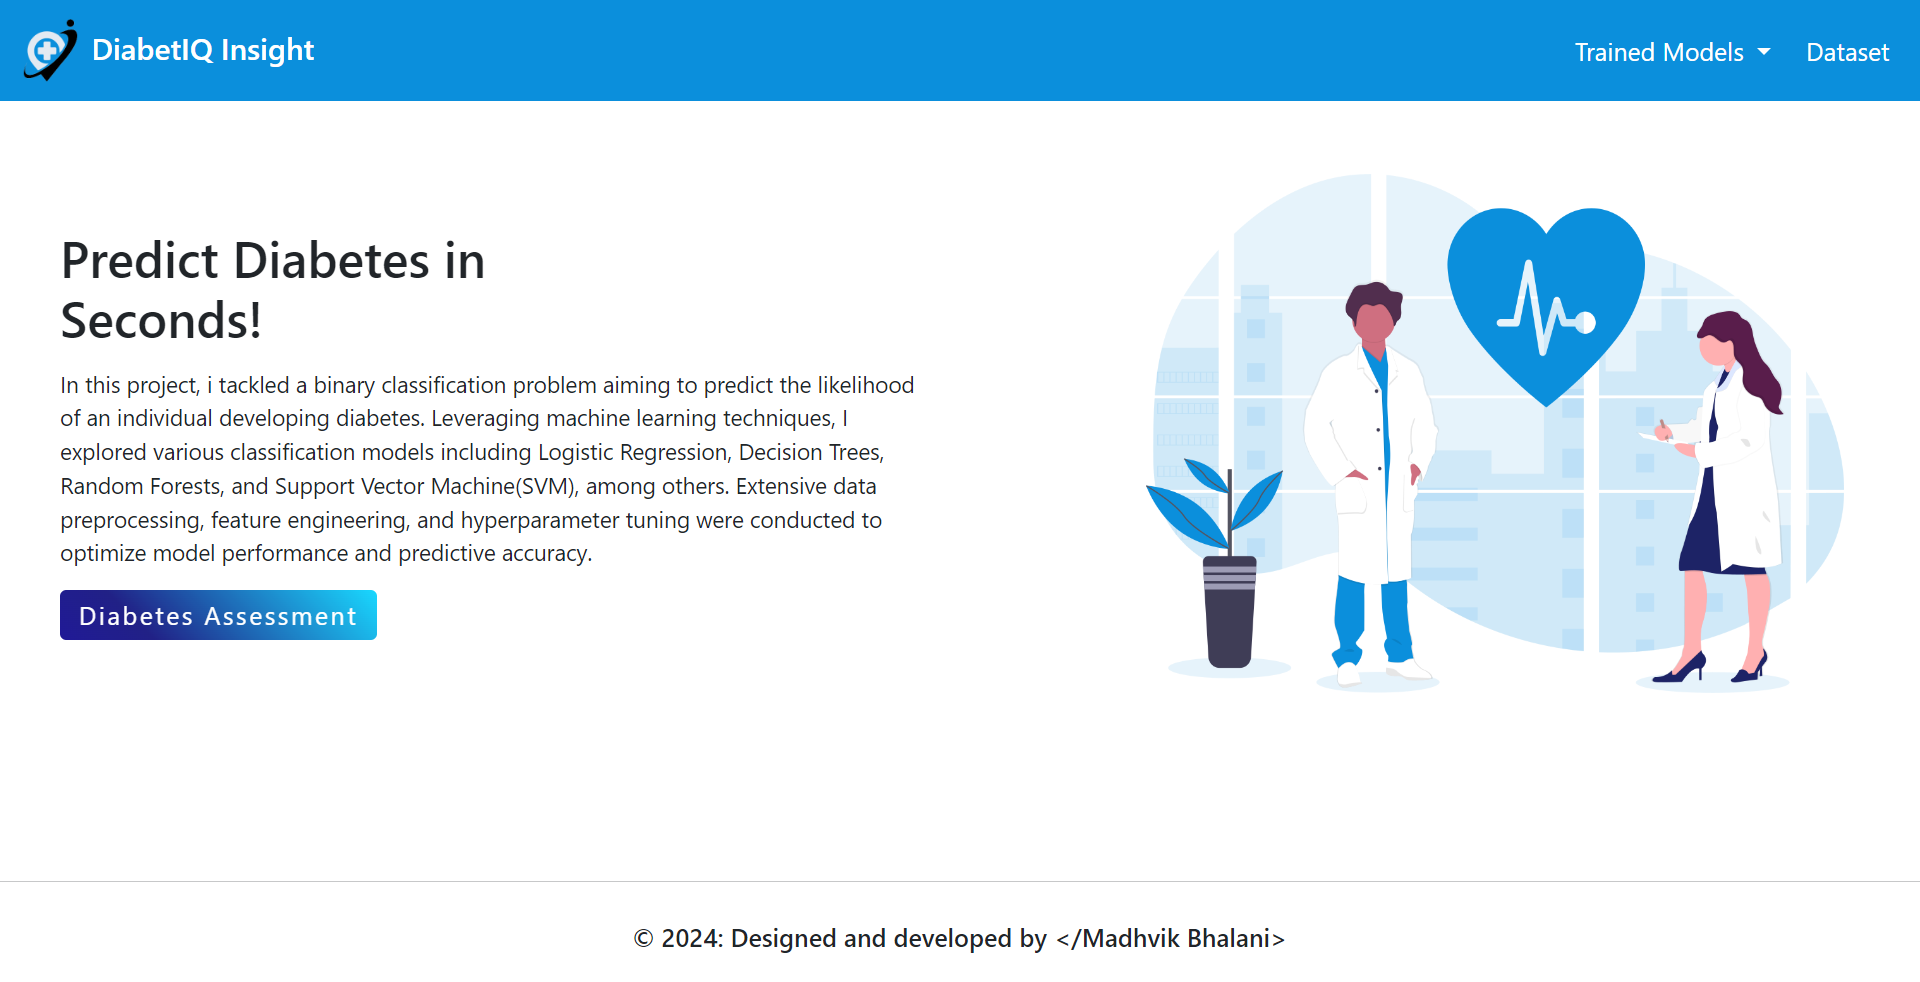 DiabetIQ Insight
Trained Models
Dataset
Predict Diabetes in
Seconds!
In this project, i tackled a binary classification problem aiming to predict the likelihood
of an individual developing diabetes. Leveraging machine learning techniques, I
explored various classification models including Logistic Regression, Decision Trees,
Random Forests, and Support Vector Machine(SVM), among others. Extensive data
preprocessing, feature engineering, and hyperparameter tuning were conducted to
optimize model performance and predictive accuracy.
Diabetes Assessment
© 2024: Designed and developed by </Madhvik Bhalani>